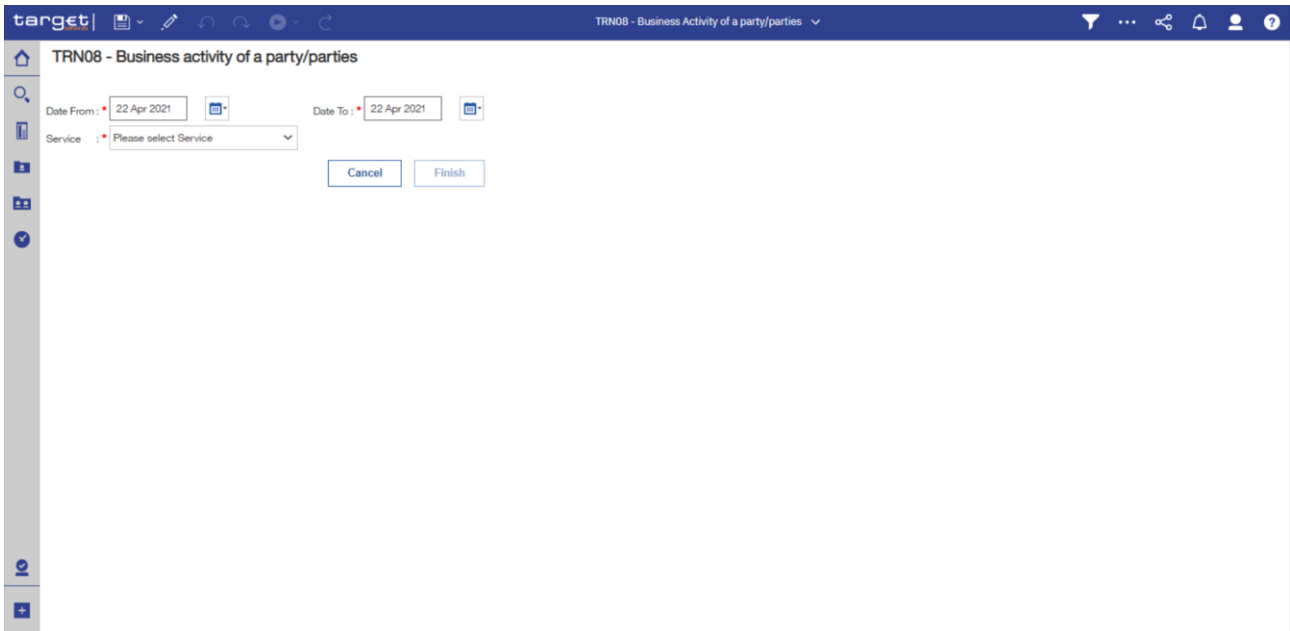 target| TRN08 - Business Activity of a party/parties
SERVICES
TRN08 - Business activity of a party/parties
Date From : * 22 Apr 2021 Date To : * 22 Apr 2021
Service : * Please select Service
Cancel Finish